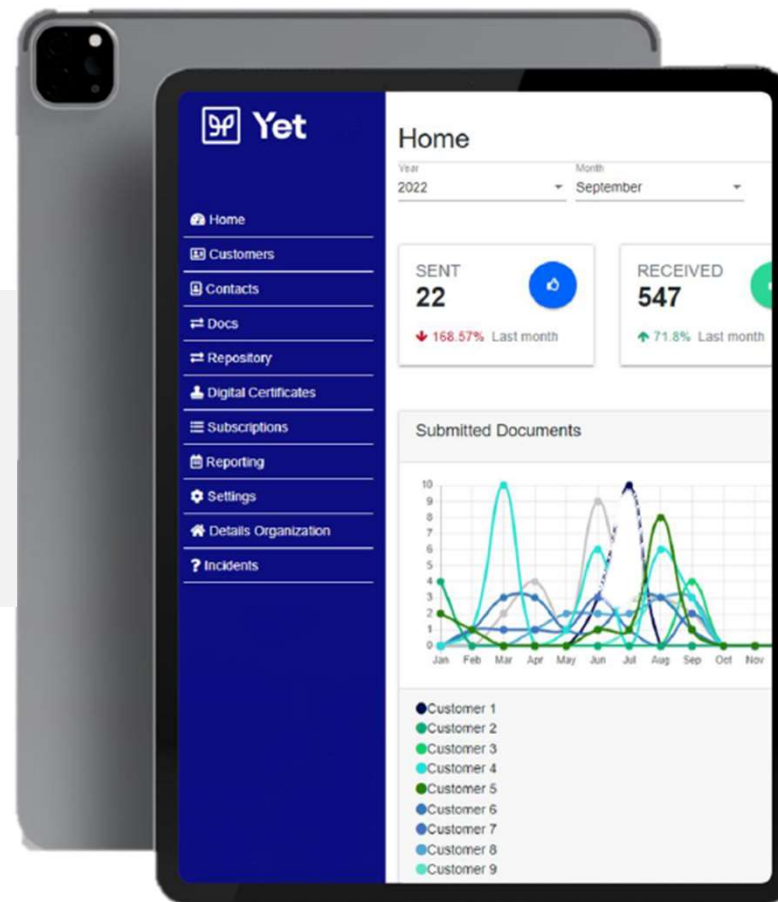 Yet
Home
Customers
Contacts
Docs
Repository
Digital Certificates
Subscriptions
Reporting
Settings
Details Organization
? Incidents
Home
Year Month
2022 September
SENT RECEIVED
22 547
168.57% Last month 71.8% Last month
Submitted Documents
10
9
8
7
6
5
4
3
2
1
0
Jan Feb Mar Apr May Jun Jul Aug Sep Oct Nov
Customer 1
Customer 2
Customer 3
Customer 4
Customer 5
Customer 6
Customer 7
Customer 8
Customer 9